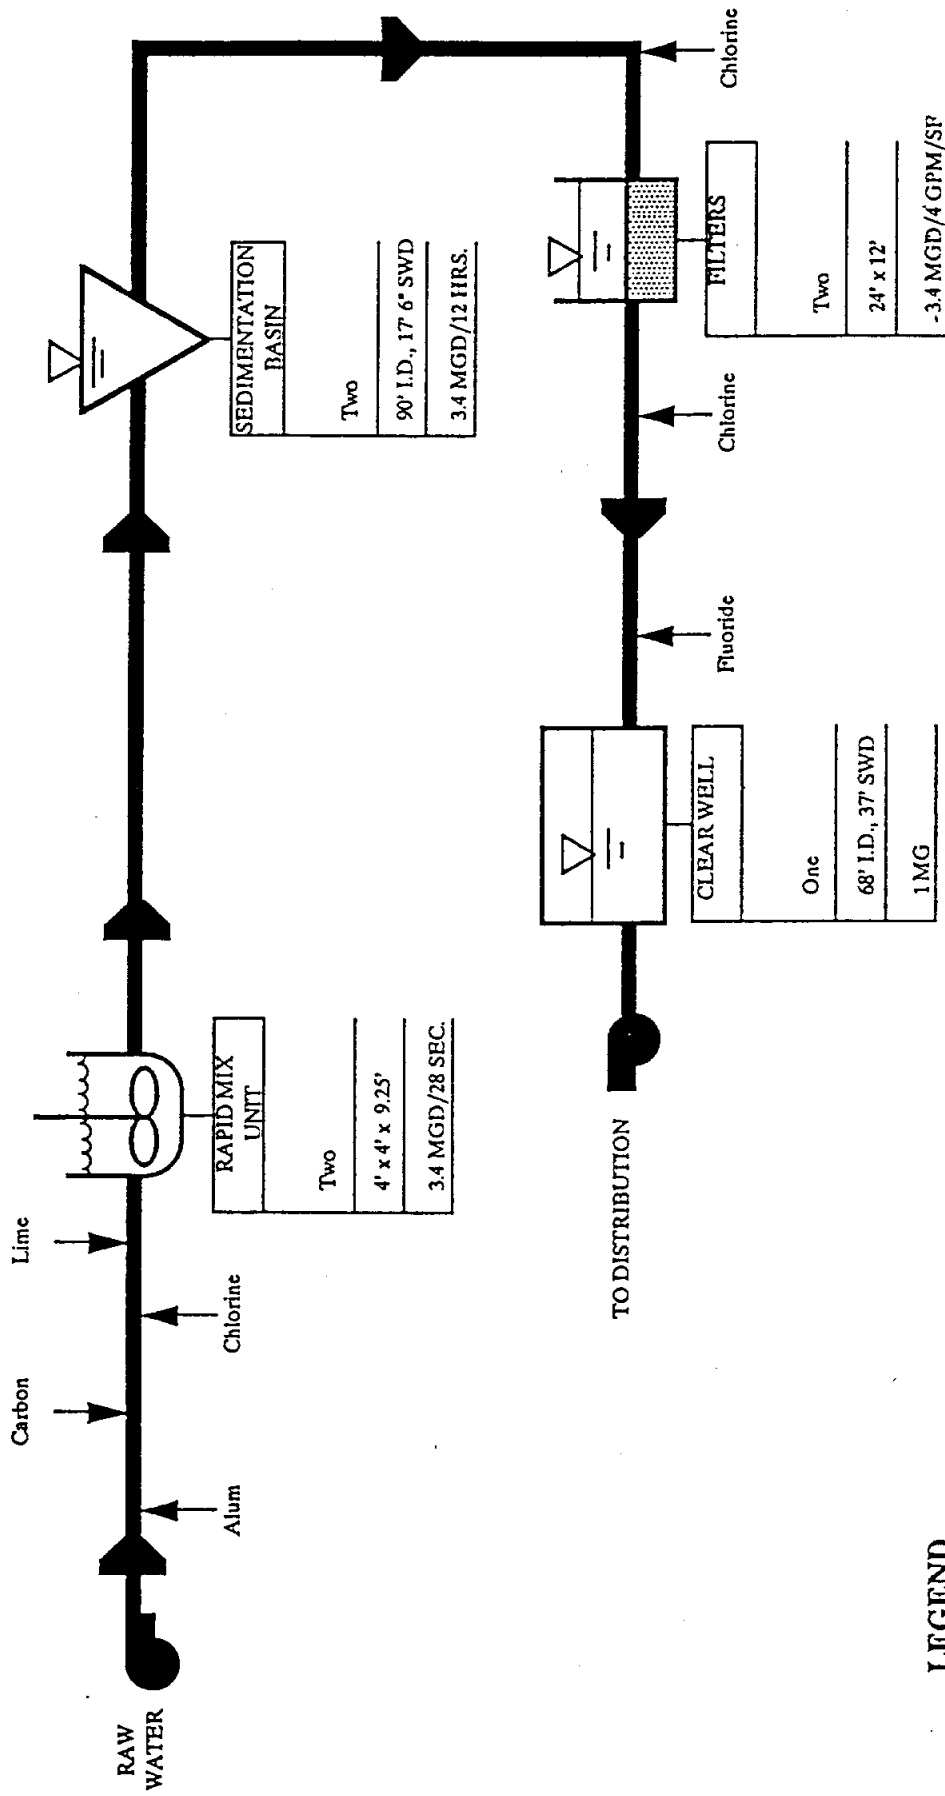 RAW
WATER
Alum
Carbon
Chlorine
Lime
RAPID MIX
UNIT
Two
4' x 4' x 9.25'
3.4 MGD/28 SEC.
SEDIMENTATION
BASIN
Two
90' I.D., 17' 6" SWD
3.4 MGD/12 HRS.
Chlorine
FILTERS
Two
24' x 12'
-3.4 MGD/4 GPM/SF
Chlorine
Fluoride
CLEAR WELL
One
68' I.D., 37' SWD
1 MG
TO DISTRIBUTION
LEGEND